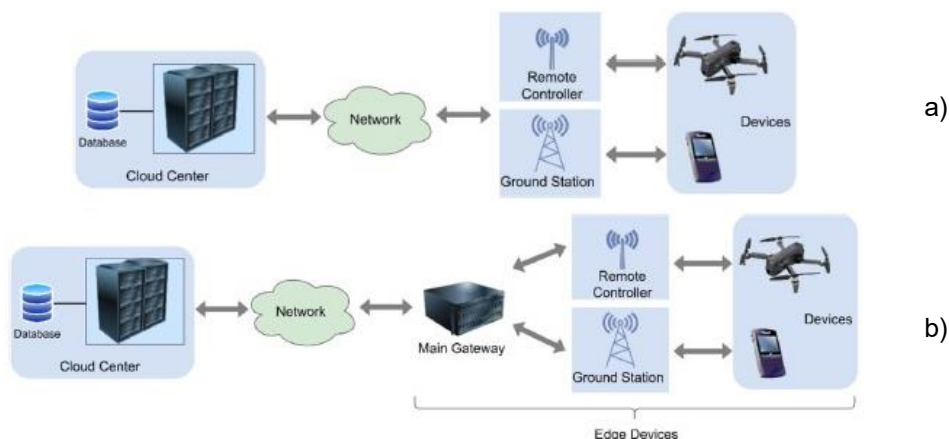 Remote
Controller
Network
Database
Cloud Center
Ground Station
Devices
a)
Remote
Controller
Network
Database
Cloud Center
Main Gateway
Ground Station
Devices
b)
Edge Devices